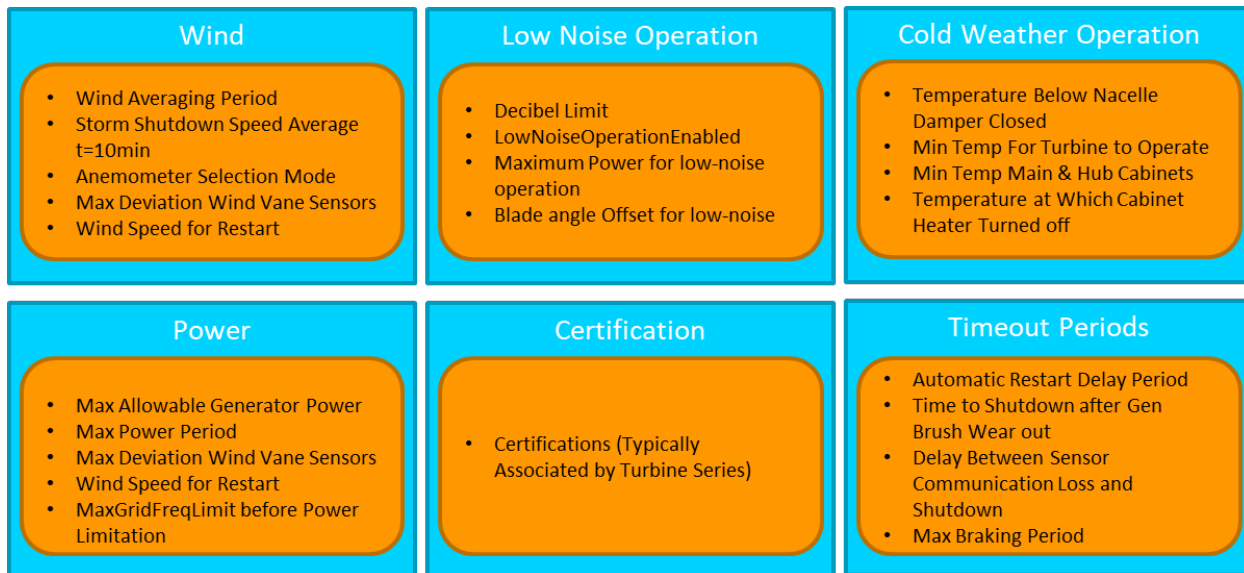 Wind
• Wind Averaging Period
• Storm Shutdown Speed Average
t=10min
• Anemometer Selection Mode
• Max Deviation Wind Vane Sensors
• Wind Speed for Restart
Low Noise Operation
• Decibel Limit
• LowNoiseOperationEnabled
• Maximum Power for low-noise
operation
• Blade angle Offset for low-noise
Cold Weather Operation
• Temperature Below Nacelle
Damper Closed
• Min Temp For Turbine to Operate
• Min Temp Main & Hub Cabinets
• Temperature at Which Cabinet
Heater Turned off
Power
• Max Allowable Generator Power
• Max Power Period
• Max Deviation Wind Vane Sensors
• Wind Speed for Restart
• MaxGridFreqLimit before Power
Limitation
Certification
• Certifications (Typically
Associated by Turbine Series)
Timeout Periods
• Automatic Restart Delay Period
• Time to Shutdown after Gen
Brush Wear out
• Delay Between Sensor
Communication Loss and
Shutdown
• Max Braking Period